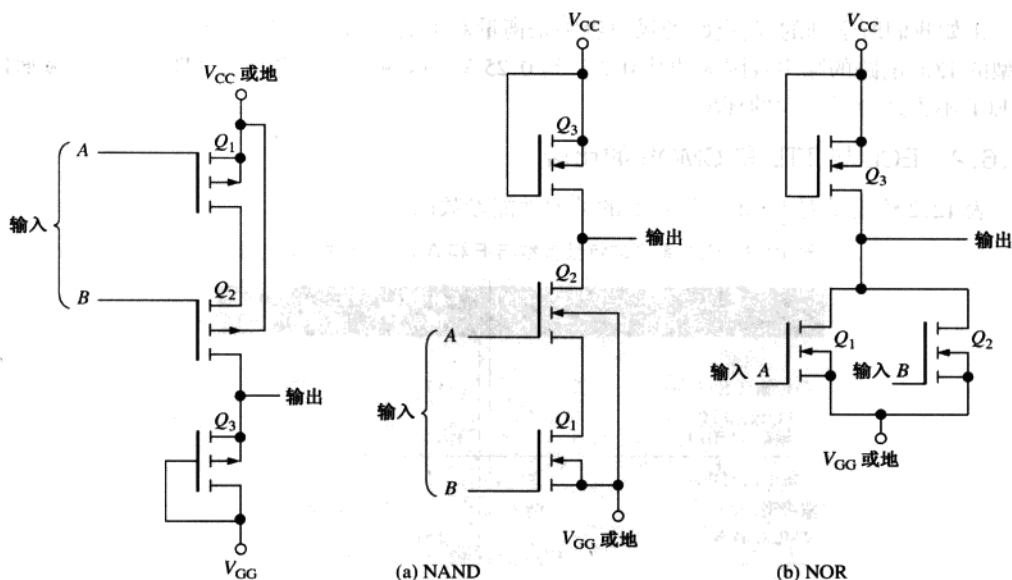 V_CC 或地
Q_1
A
输入
B
Q_2
输出
Q_3
V_GG
V_CC
Q_3
输出
Q_2
A
输入
Q_1
B
V_GG 或地
(a) NAND
V_CC
Q_3
输出
Q_1
Q_2
输入 A
输入 B
V_GG 或地
(b) NOR